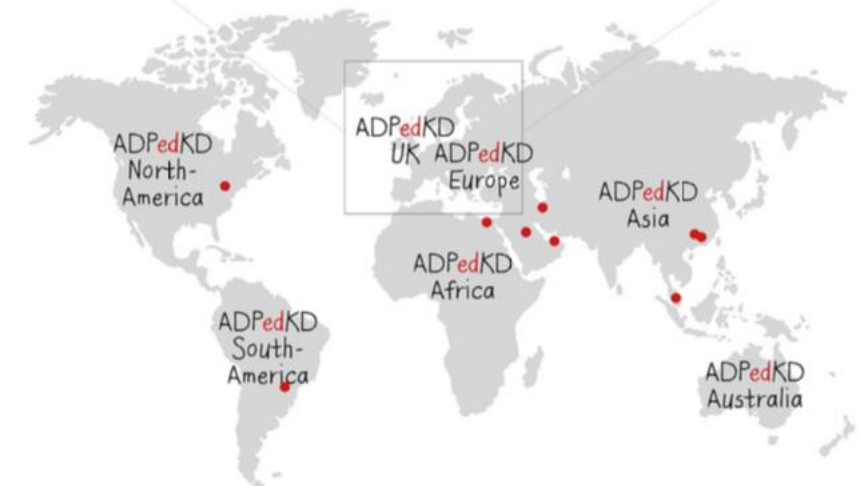 ADPedKD
North-
America
ADPedKD
UK
ADPedKD
Europe
ADPedKD
Asia
ADPedKD
Africa
ADPedKD
South-
America
ADPedKD
Australia